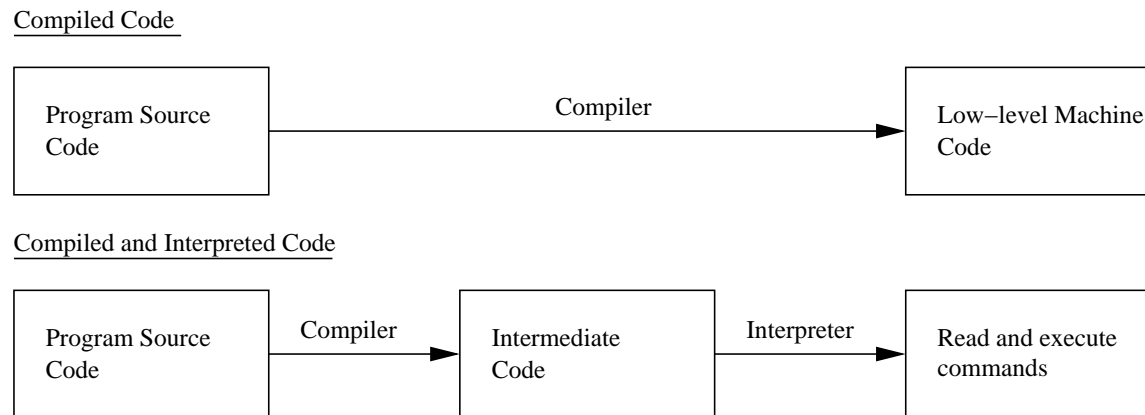 Compiled Code
Program Source
Code
Compiler
Low-level Machine
Code
Compiled and Interpreted Code
Program Source
Code
Compiler
Intermediate
Code
Interpreter
Read and execute
commands